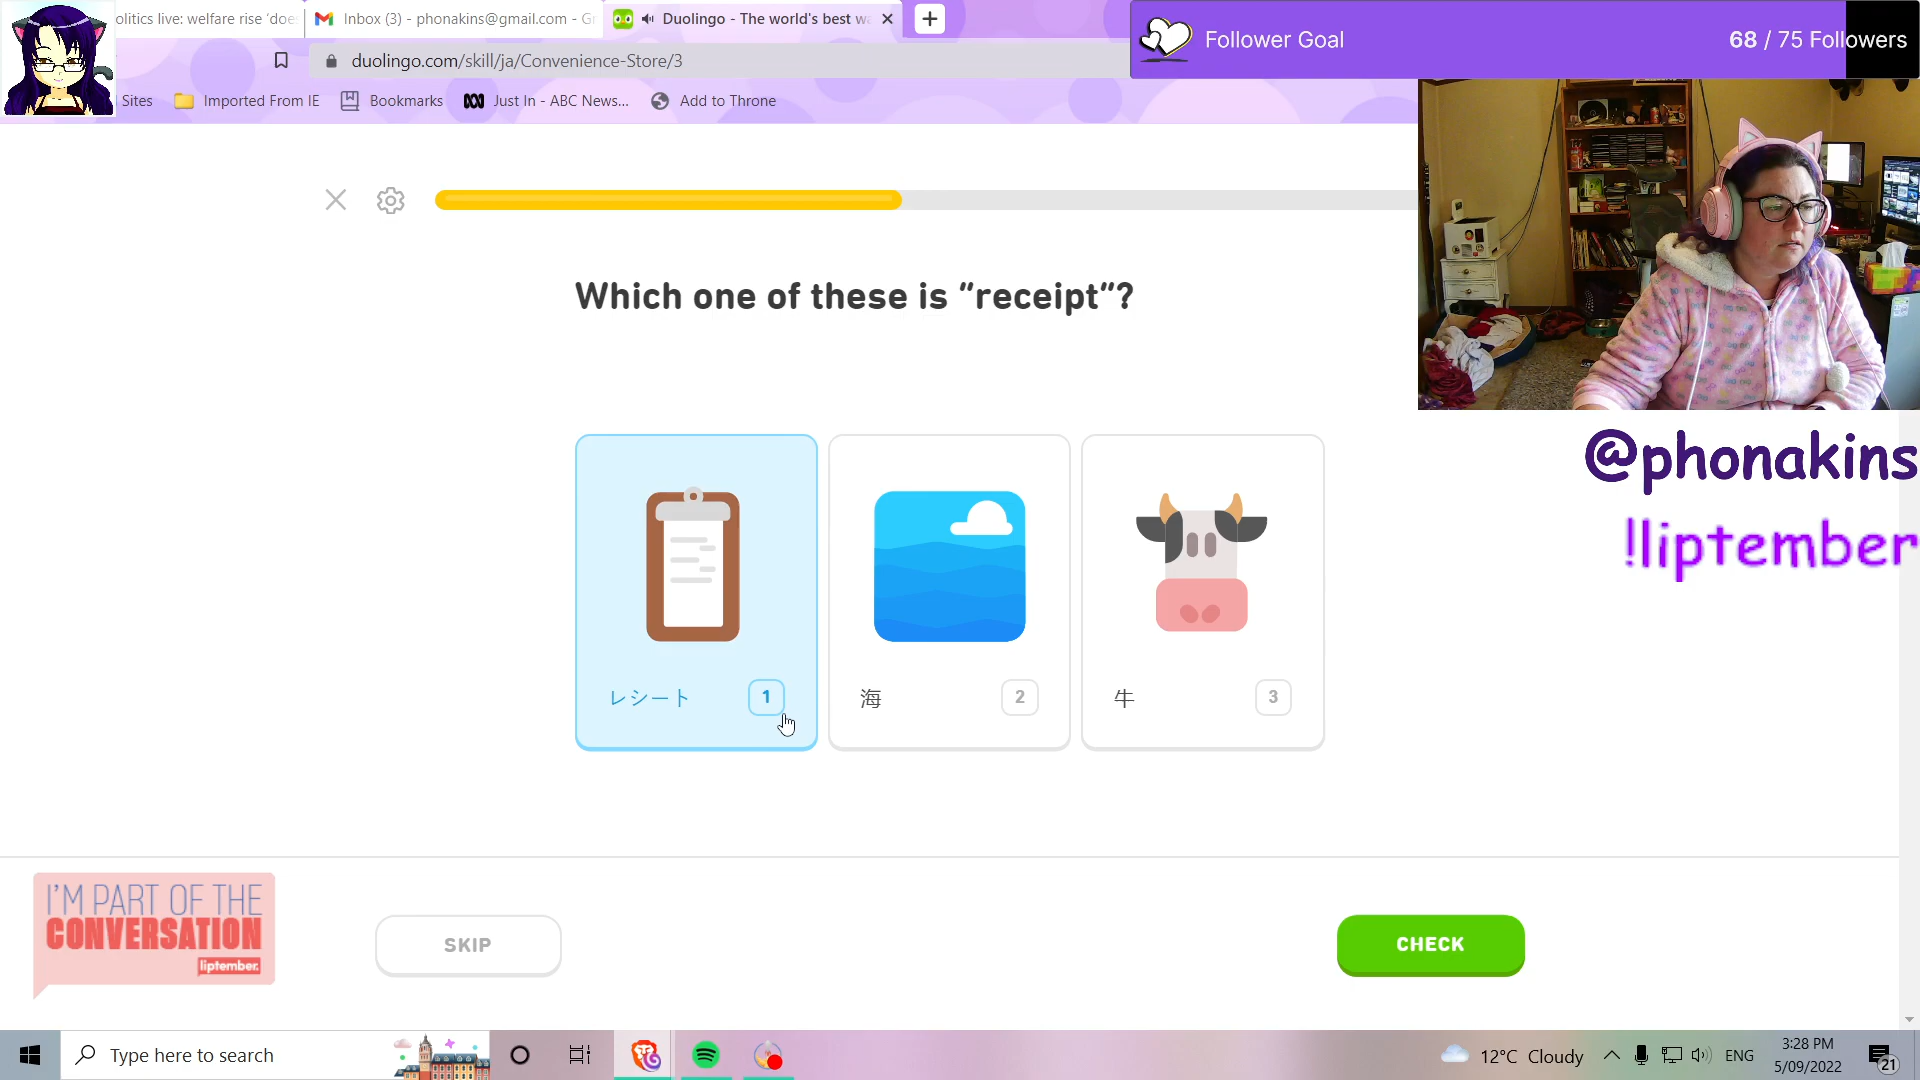 olitics live: welfare rise 'doe
Inbox (3) - phonakins@gmail.com - G
Duolingo - The world's best wa
Follower Goal
68 / 75 Followers
duolingo.com/skill/ja/Convenience-Store/3
Sites
Imported From IE
Bookmarks
Just In - ABC News...
Add to Throne
Which one of these is "receipt"?
@phonakins
!liptember
レシート
1
海
2
牛
3
I'M PART OF THE
CONVERSATION
liptember.
SKIP
CHECK
Type here to search
12°C Cloudy
ENG
3:28 PM
5/09/2022
21